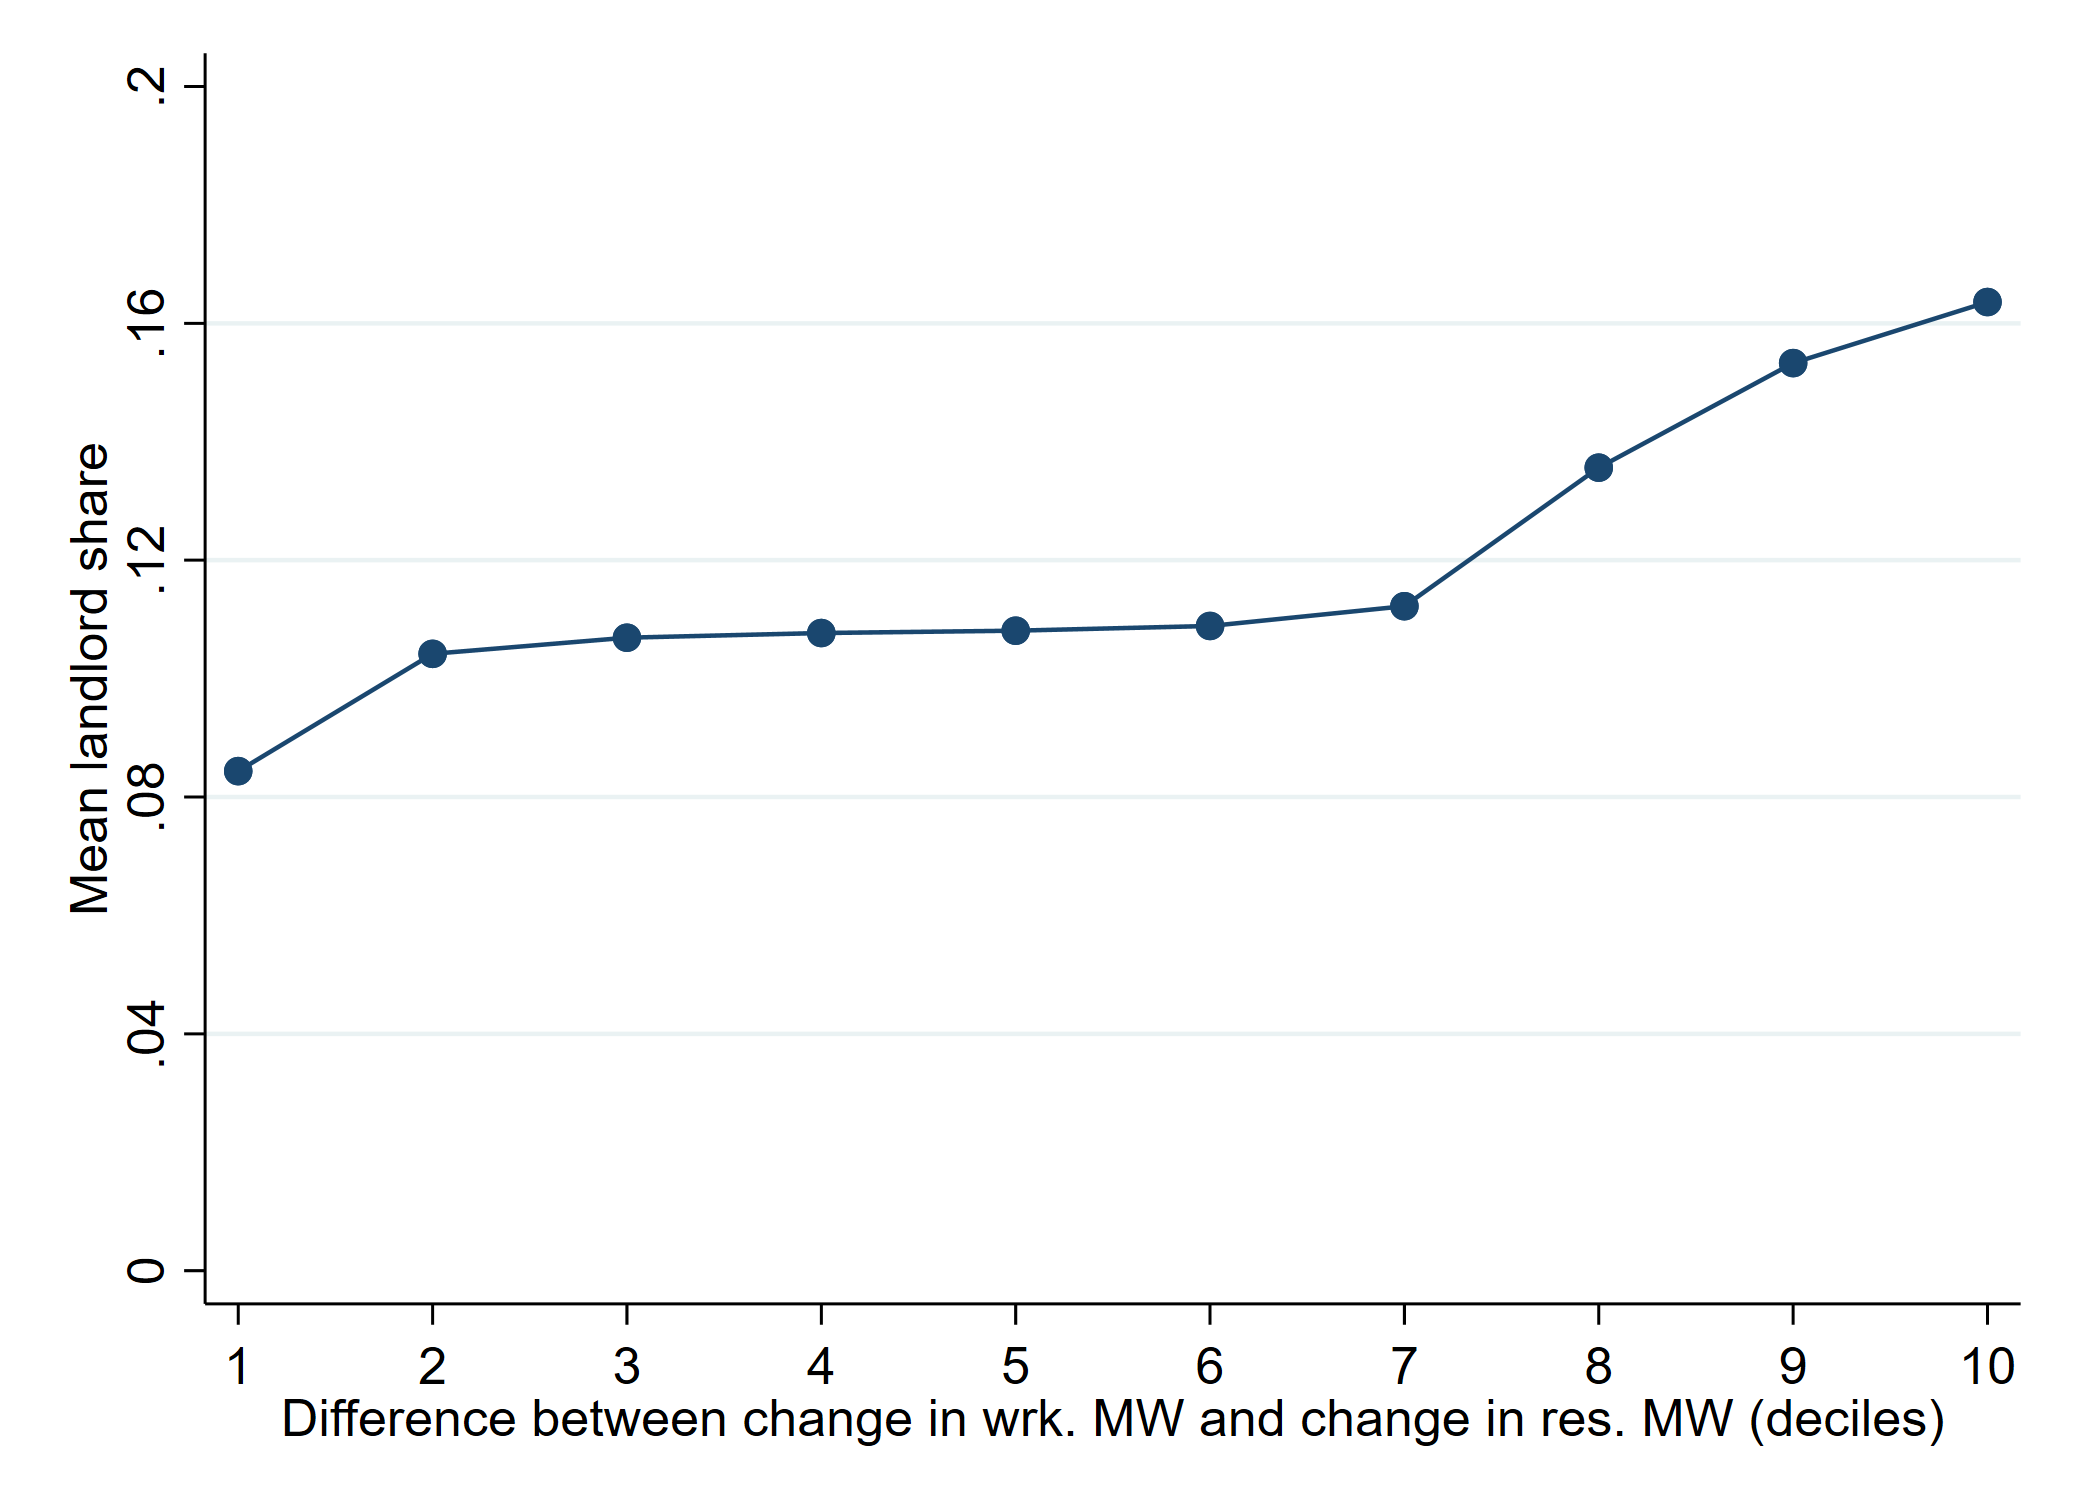 .2
.16
.12
.08
.04
0
Mean landlord share
1 2 3 4 5 6 7 8 9 10
Difference between change in wrk. MW and change in res. MW (deciles)